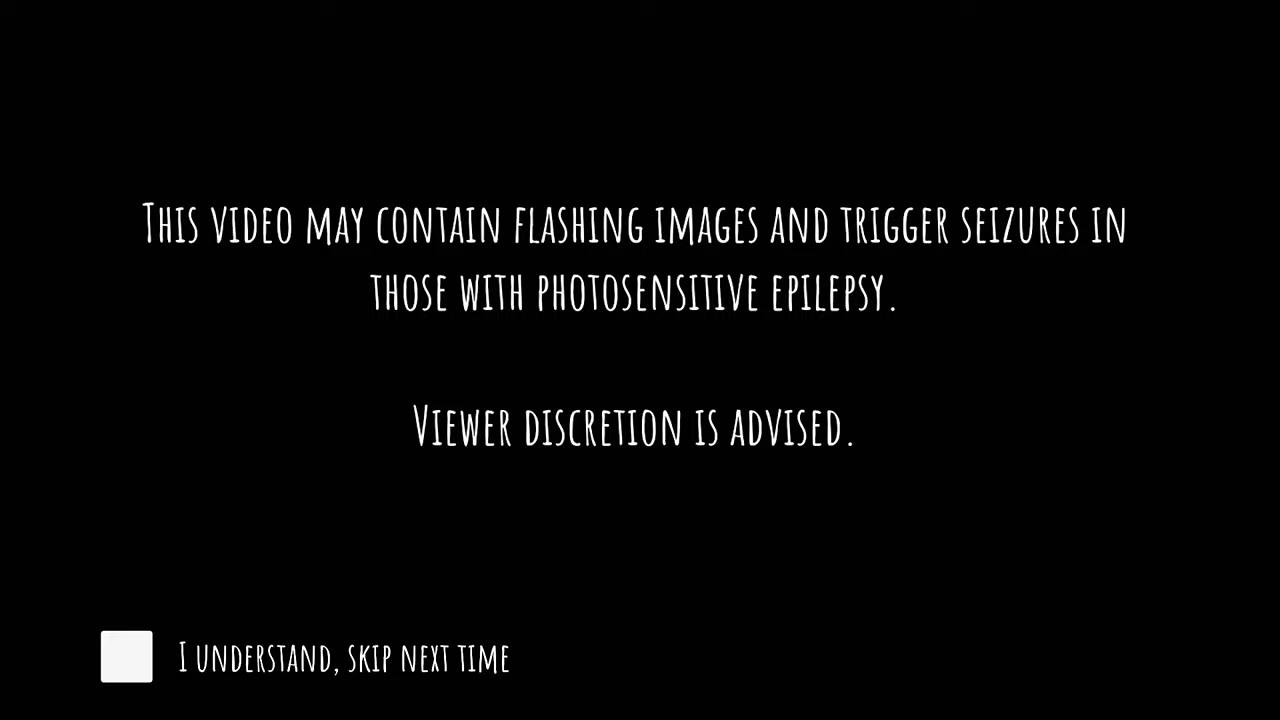 This video may contain flashing images and trigger seizures in
those with photosensitive epilepsy.
Viewer discretion is advised.
I understand, skip next time